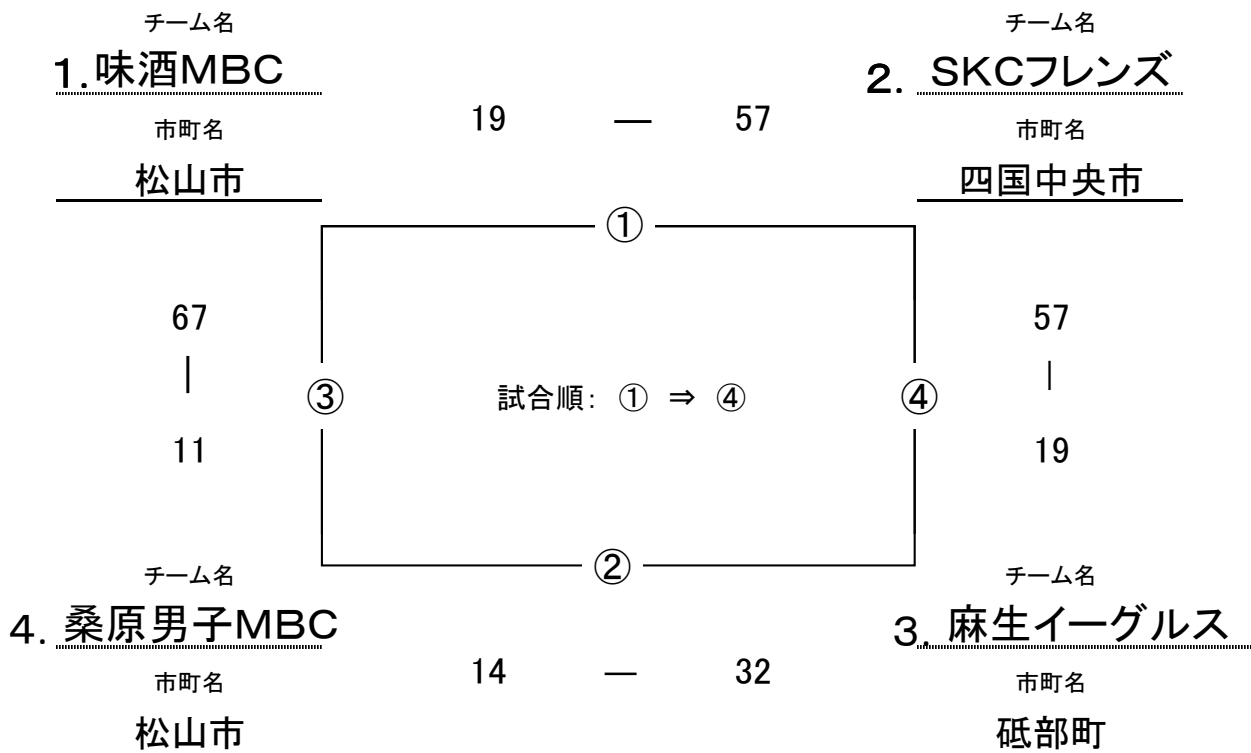 チーム名 チーム名
1.味酒MBC 2. SKCフレンズ
19 ― 57
市町名 市町名
松山市 四国中央市
①
67 57
| |
③ 試合順: ① ⇒ ④ ④
11 19
②
チーム名 チーム名
4. 桑原男子MBC 3. 麻生イーグルス
14 ― 32
市町名 市町名
松山市 砥部町